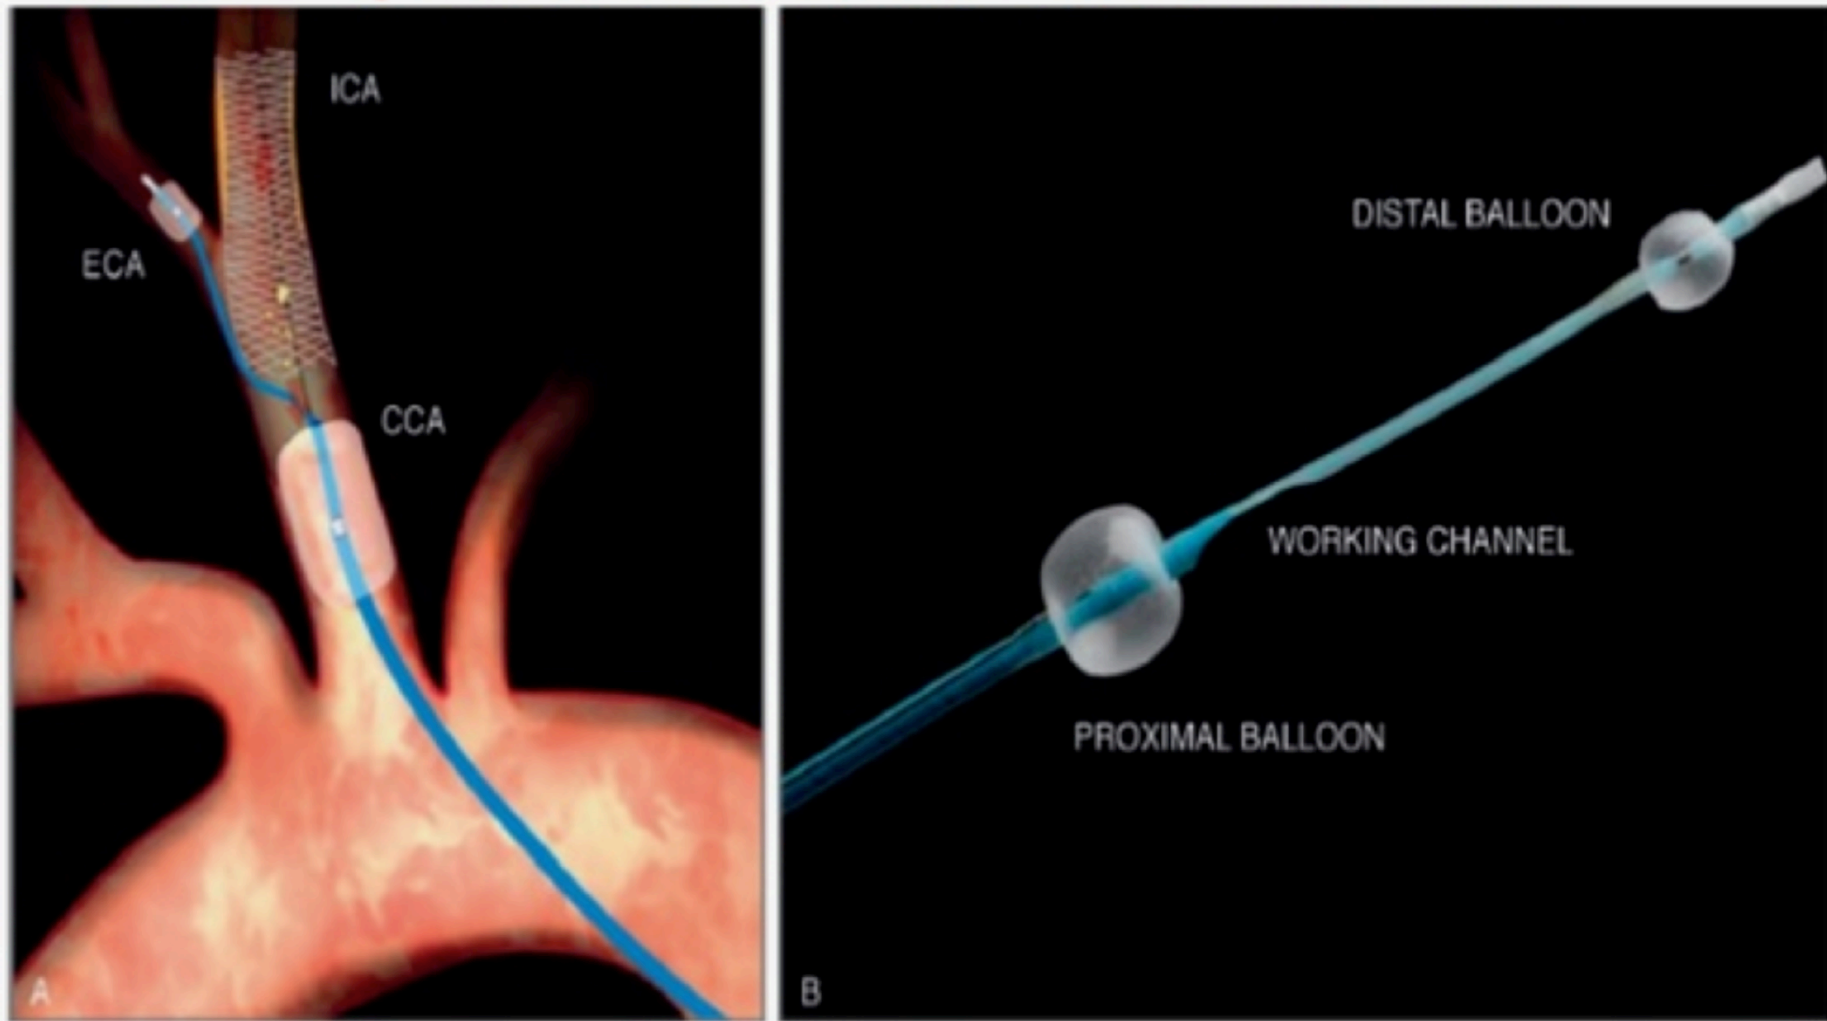 ICA
ECA
CCA
A
DISTAL BALLOON
WORKING CHANNEL
PROXIMAL BALLOON
B